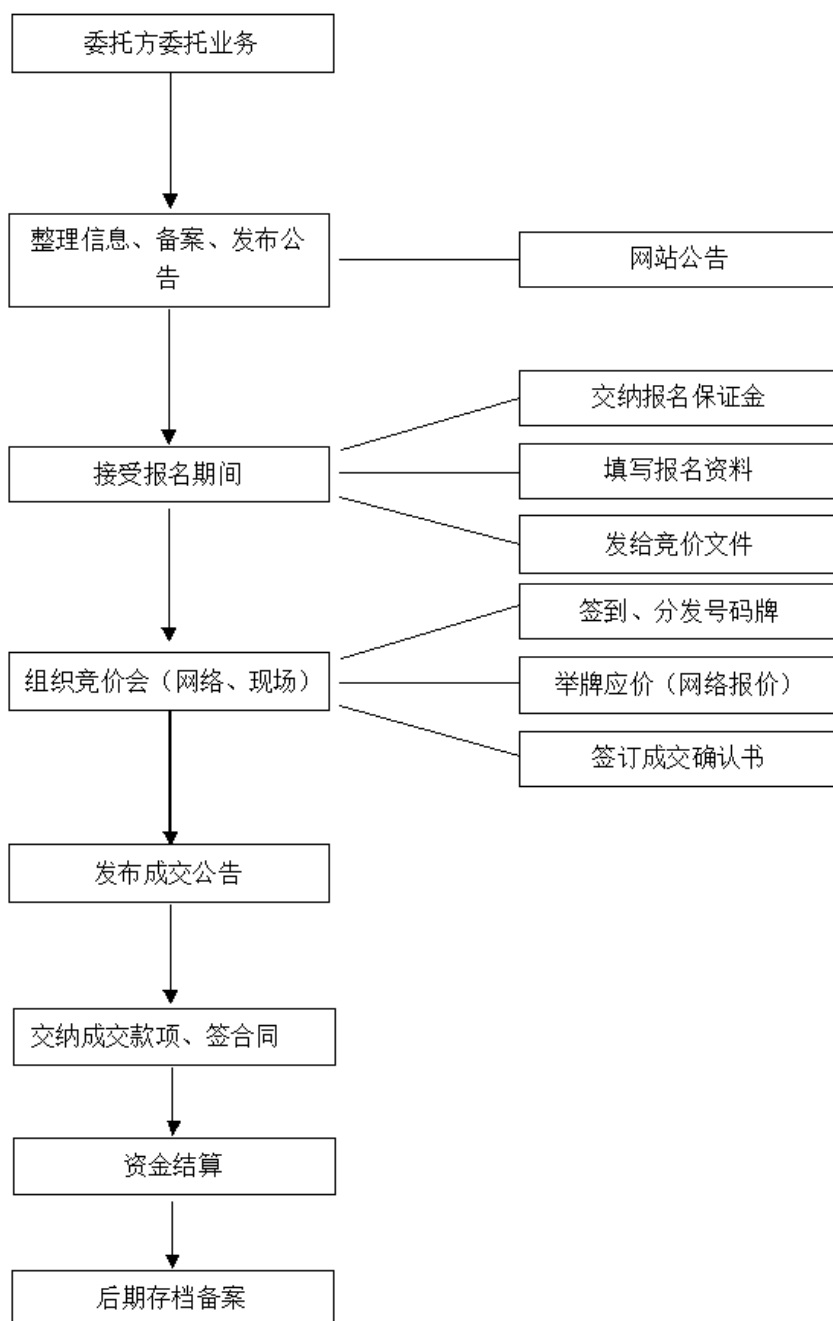 委托方委托业务
整理信息、备案、发布公
告
网站公告
接受报名期间
交纳报名保证金
填写报名资料
发给竞价文件
组织竞价会（网络、现场）
签到、分发号码牌
举牌应价（网络报价）
签订成交确认书
发布成交公告
交纳成交款项、签合同
资金结算
后期存档备案